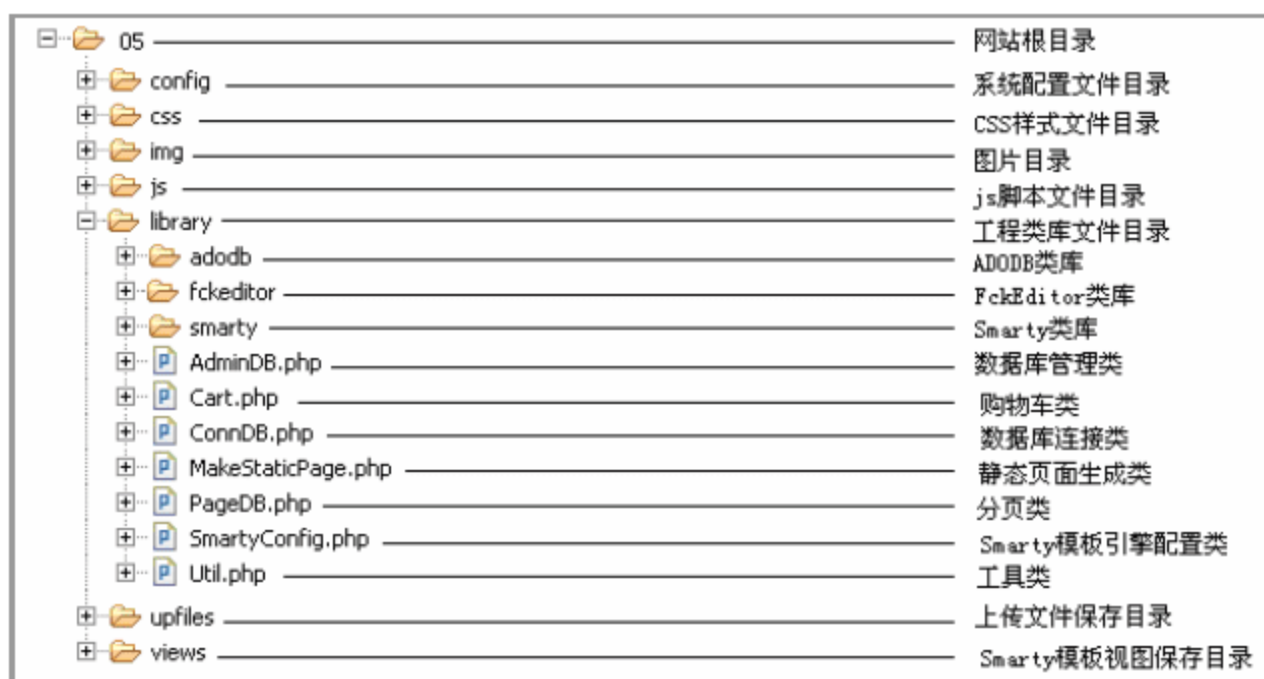 05 网站根目录
config 系统配置文件目录
css CSS样式文件目录
img 图片目录
js js脚本文件目录
library 工程类库文件目录
adodb ADODB类库
fckeditor FckEditor类库
smarty Smarty类库
AdminDB.php 数据库管理类
Cart.php 购物车类
ConnDB.php 数据库连接类
MakeStaticPage.php 静态页面生成类
PageDB.php 分页类
SmartyConfig.php Smarty模板引擎配置类
Util.php 工具类
upfiles 上传文件保存目录
views Smarty模板视图保存目录